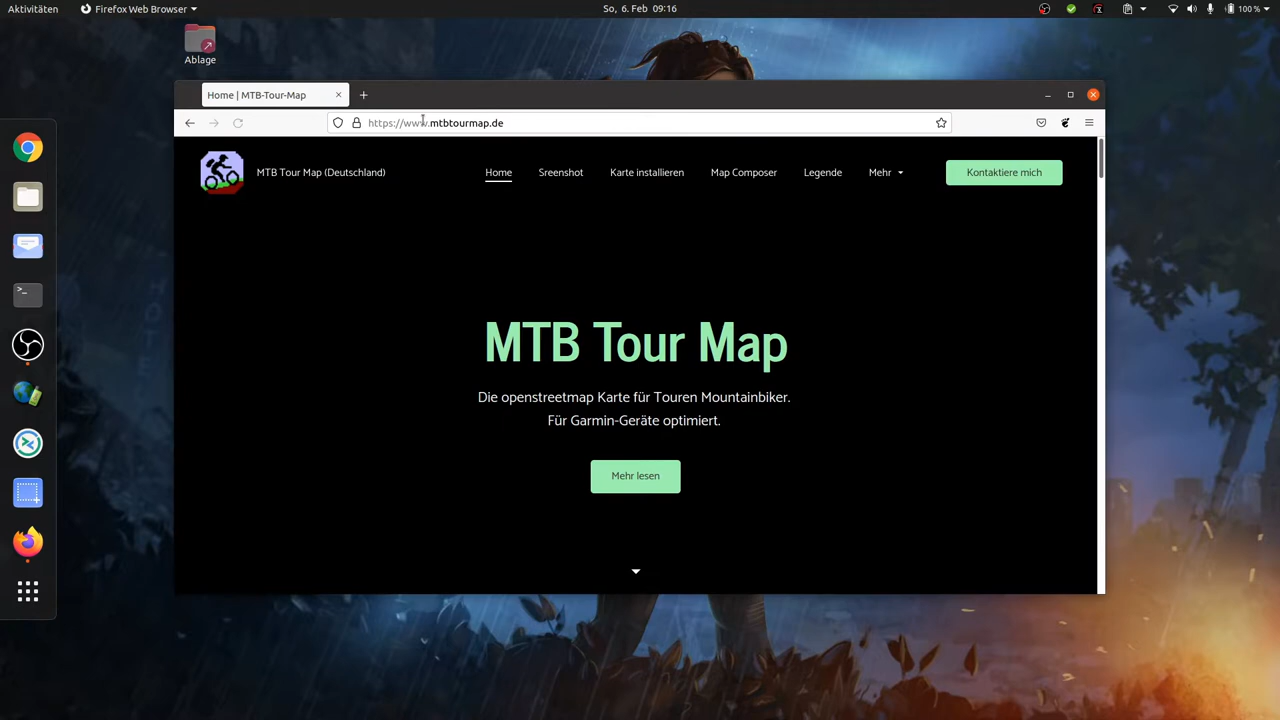 Aktivitäten
Firefox Web Browser
So, 6. Feb 09:16
100 %
Ablage
Home | MTB-Tour-Map
https://www.mtbtourmap.de
MTB Tour Map (Deutschland)
Home
Sreenshot
Karte installieren
Map Composer
Legende
Mehr
Kontaktiere mich
MTB Tour Map
Die openstreetmap Karte für Touren Mountainbiker.
Für Garmin-Geräte optimiert.
Mehr lesen